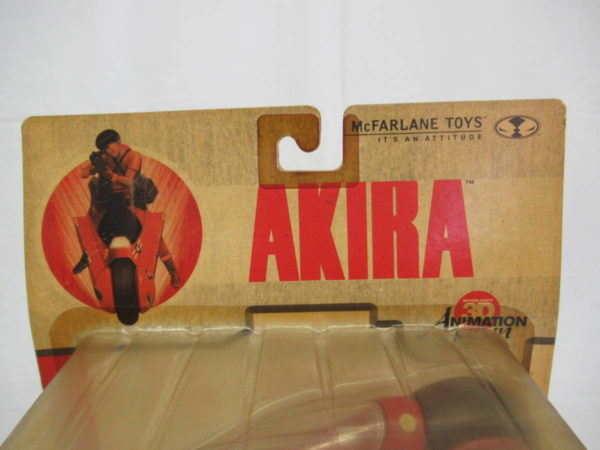 McFARLANE TOYS
IT'S AN ATTITUDE
AKIRA™
3D
ANIMATION